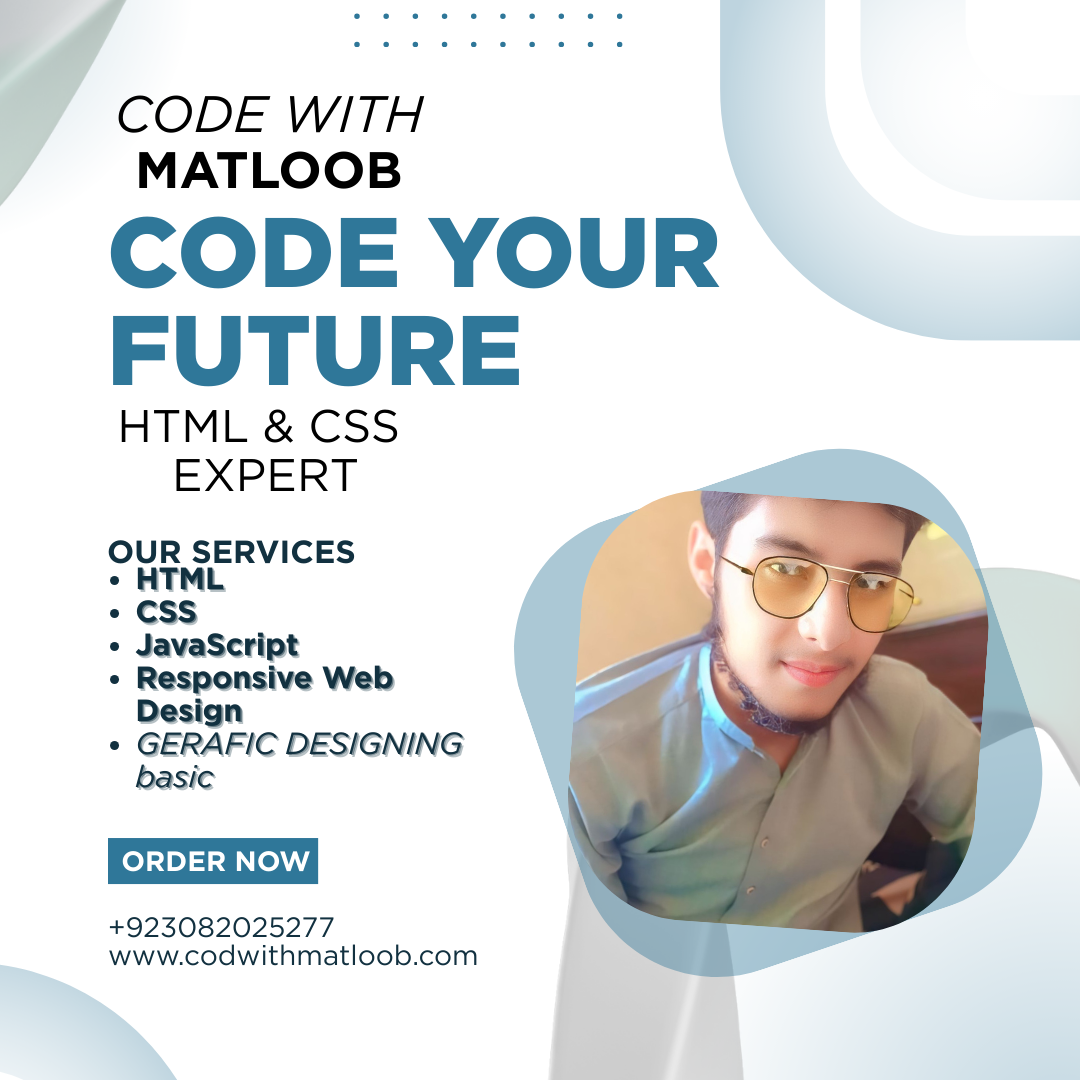 CODE WITH
MATLOOB
CODE YOUR
FUTURE
HTML & CSS
EXPERT
OUR SERVICES
• HTML
• CSS
• JavaScript
• Responsive Web
Design
• GERAFIC DESIGNING
basic
ORDER NOW
+923082025277
www.codwithmatloob.com